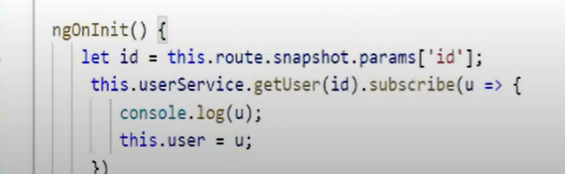 ngOnInit() {
let id = this.route.snapshot.params['id'];
this.userService.getUser(id).subscribe(u => {
console.log(u);
this.user = u;
})